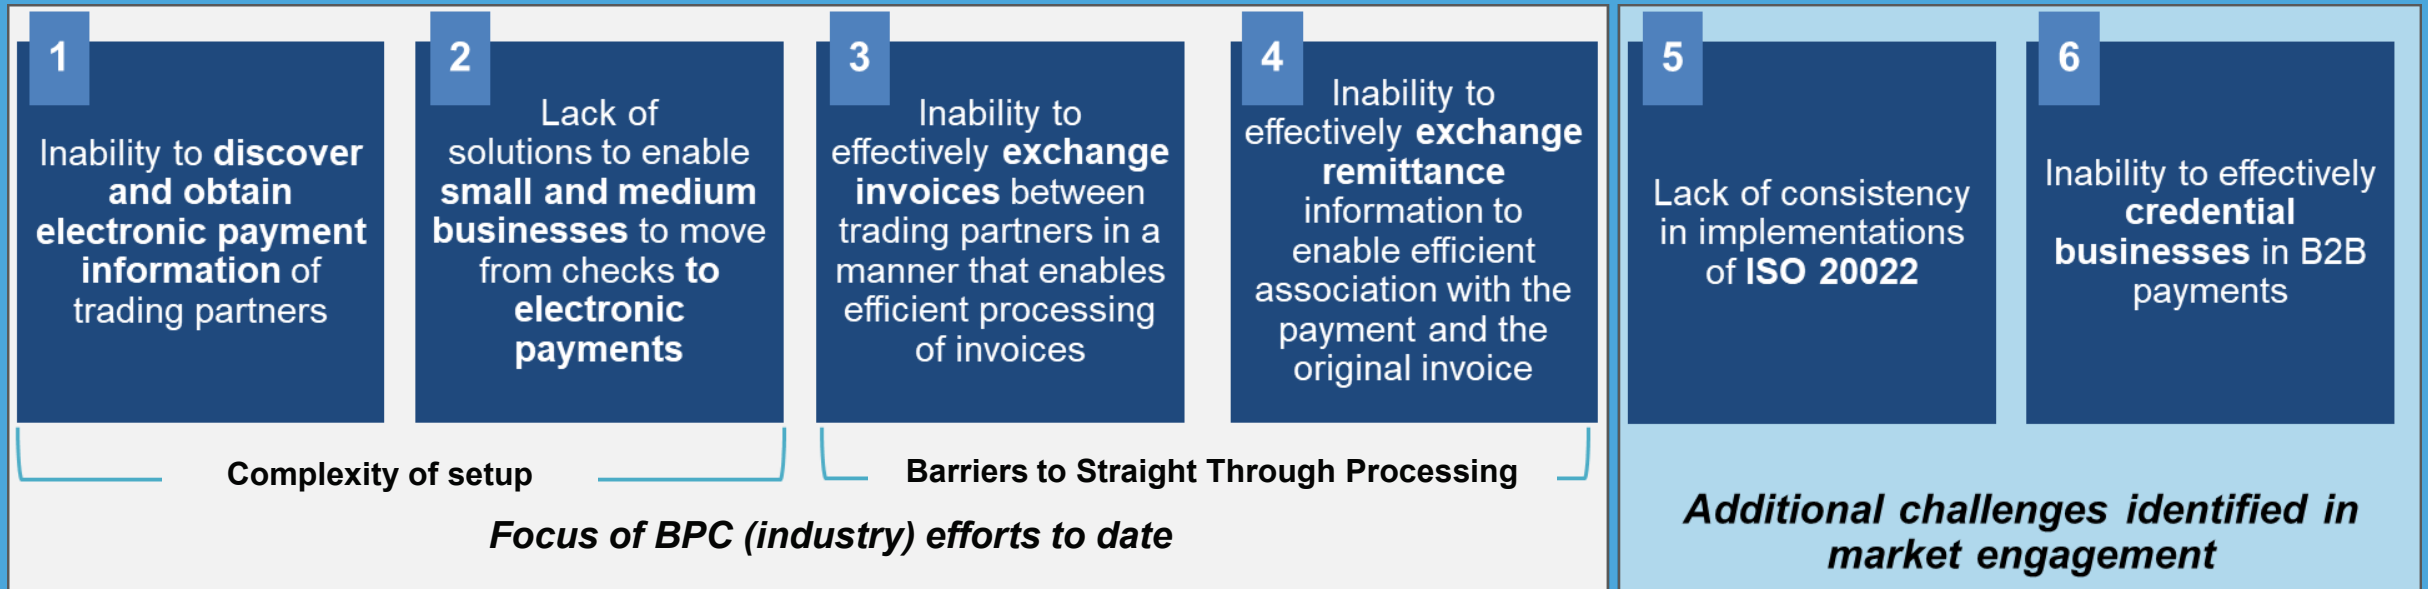 1
Inability to discover
and obtain
electronic payment
information of
trading partners
2
Lack of
solutions to enable
small and medium
businesses to move
from checks to
electronic
payments
3
Inability to
effectively exchange
invoices between
trading partners in a
manner that enables
efficient processing
of invoices
4
Inability to
effectively exchange
remittance
information to
enable efficient
association with the
payment and the
original invoice
5
Lack of consistency
in implementations
of ISO 20022
6
Inability to effectively
credential
businesses in B2B
payments
Complexity of setup
Barriers to Straight Through Processing
Focus of BPC (industry) efforts to date
Additional challenges identified in
market engagement